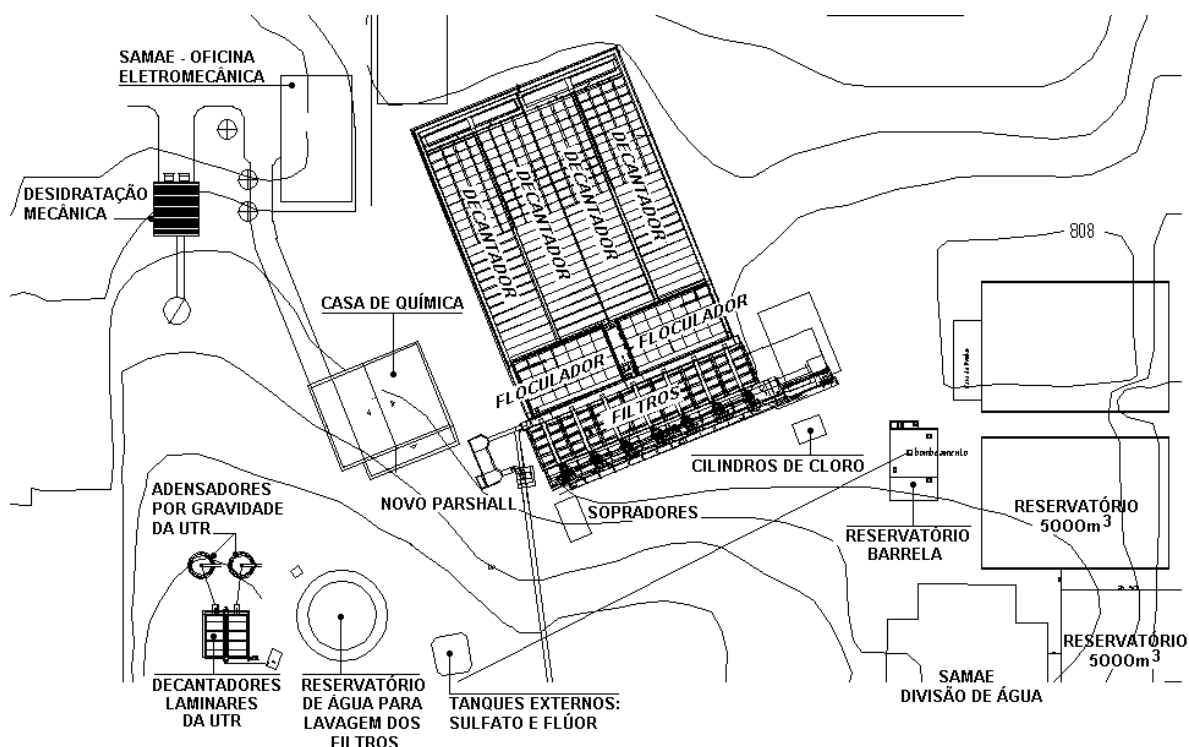 SAMAE - OFICINA
ELETROMECÂNICA
DESIDRATAÇÃO
MECÂNICA
DECANTADOR
DECANTADOR
DECANTADOR
DECANTADOR
808
CASA DE QUÍMICA
FLOCULADOR
FLOCULADOR
FILTROS
CILINDROS DE CLORO
bombeamento
NOVO PARSHALL
SOPRADORES
RESERVATÓRIO
BARRELA
RESERVATÓRIO
5000m³
ADENSADORES
POR GRAVIDADE
DA UTR
RESERVATÓRIO
5000m³
DECANTADORES
LAMINARES
DA UTR
RESERVATÓRIO
DE ÁGUA PARA
LAVAGEM DOS
FILTROS
TANQUES EXTERNOS:
SULFATO E FLÚOR
SAMAE
DIVISÃO DE ÁGUA